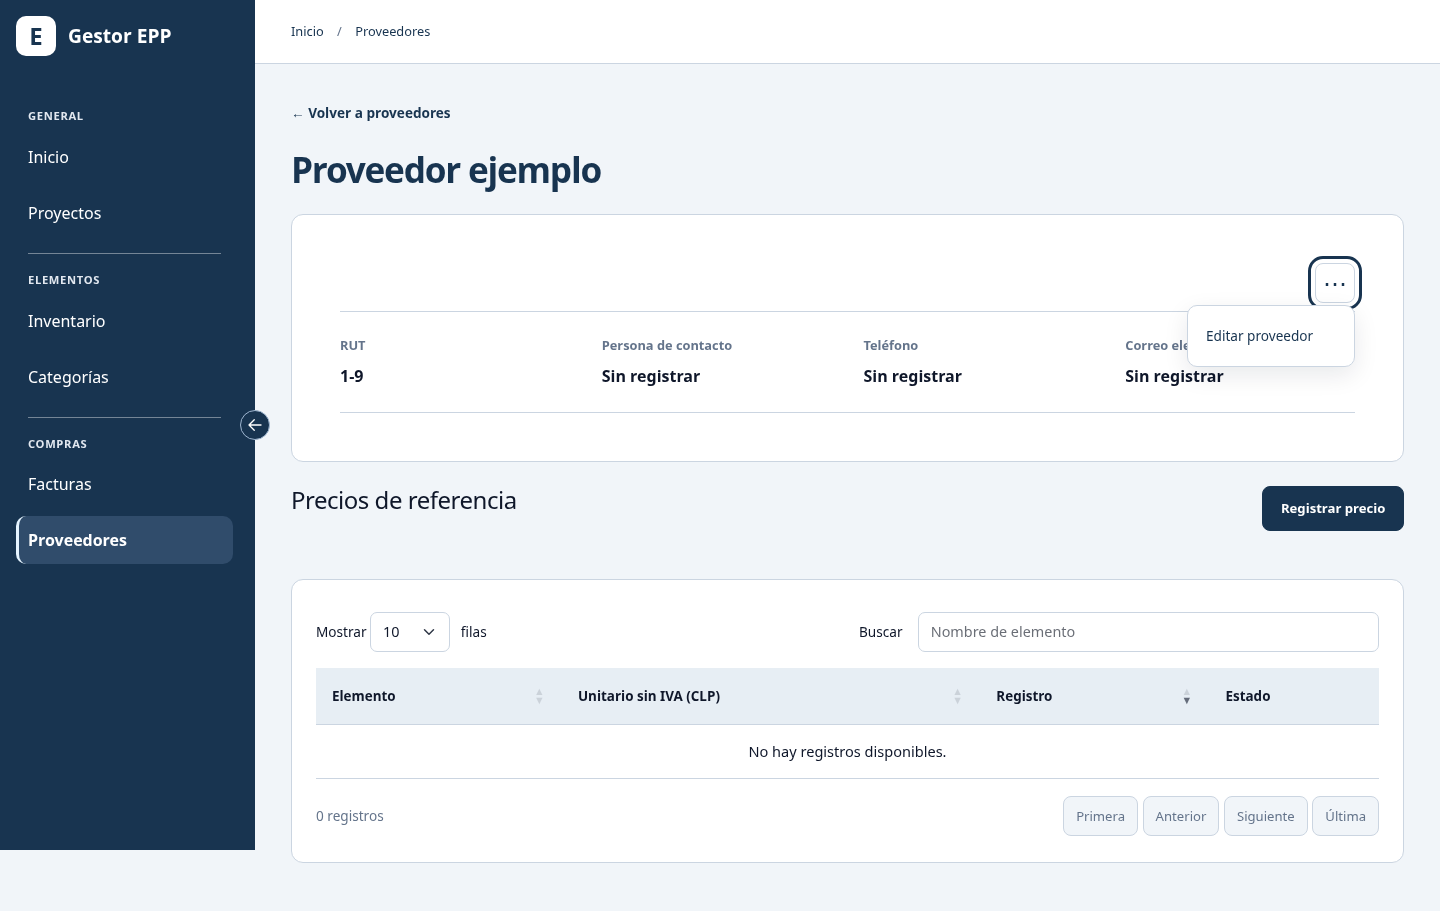 E Gestor EPP
Inicio / Proveedores
GENERAL
Inicio
Proyectos
ELEMENTOS
Inventario
Categorías
COMPRAS
Facturas
Proveedores
← Volver a proveedores
Proveedor ejemplo
...
Editar proveedor
RUT Persona de contacto Teléfono Correo
1-9 Sin registrar Sin registrar Sin registrar
Precios de referencia Registrar precio
Mostrar 10 filas Buscar Nombre de elemento
Elemento Unitario sin IVA (CLP) Registro Estado
No hay registros disponibles.
0 registros Primera Anterior Siguiente Última